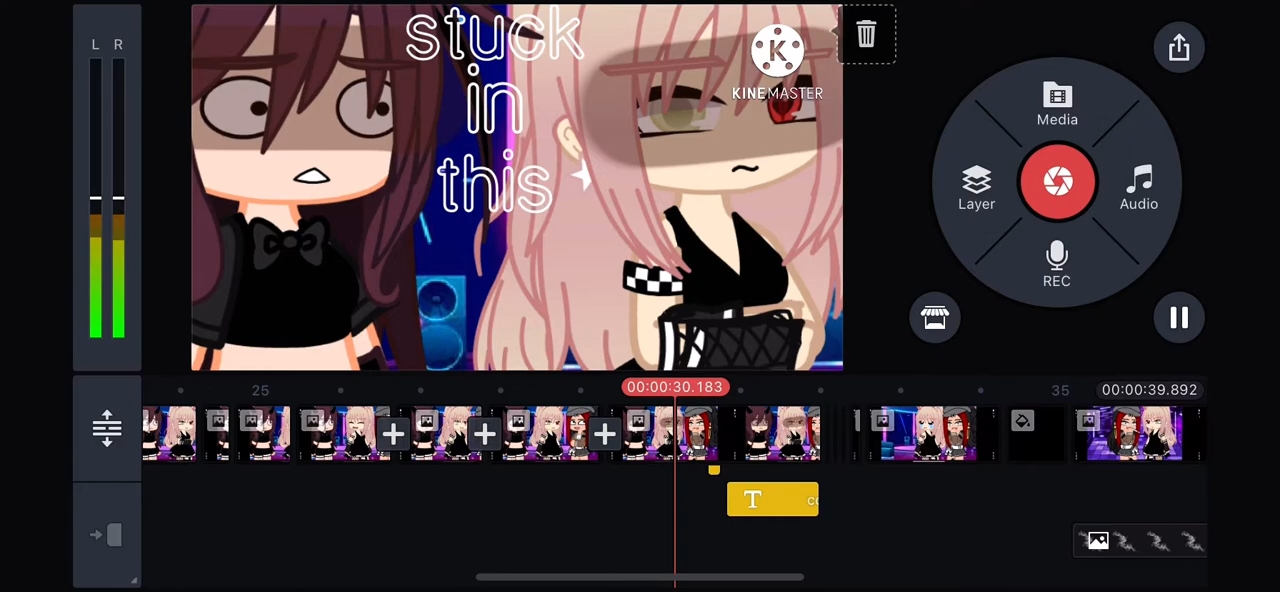 L R
stuck
in
this
K
KINEMASTER
Media
Layer
Audio
REC
25
00:00:30.183
35
00:00:39.892
T